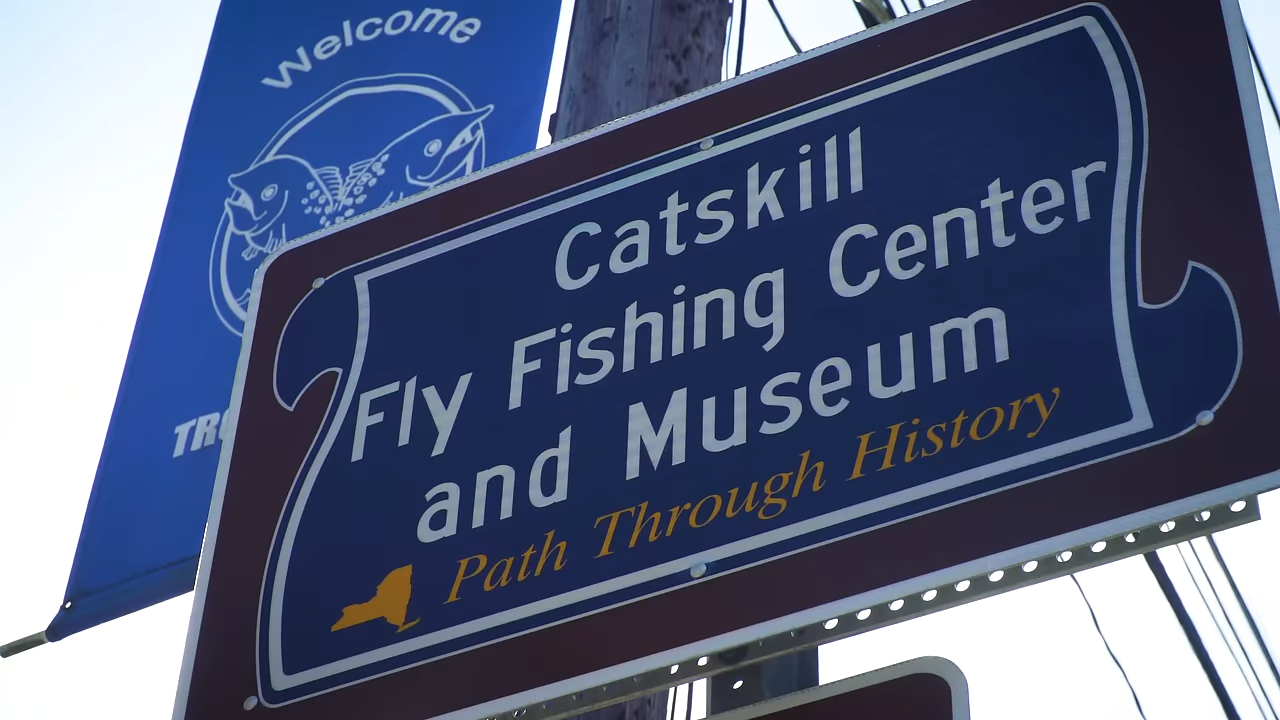 Welcome
Catskill
Fly Fishing Center
and Museum
Path Through History